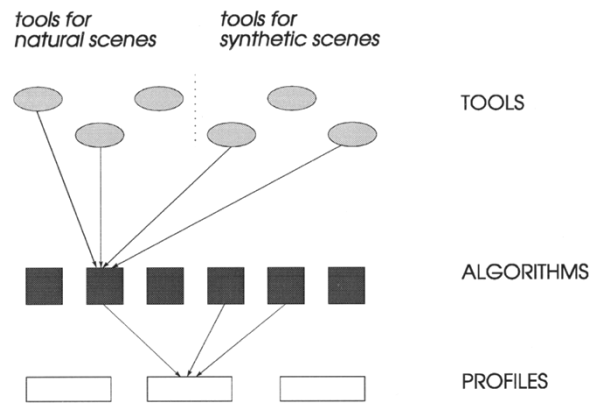 tools for
natural scenes
tools for
synthetic scenes
TOOLS
ALGORITHMS
PROFILES